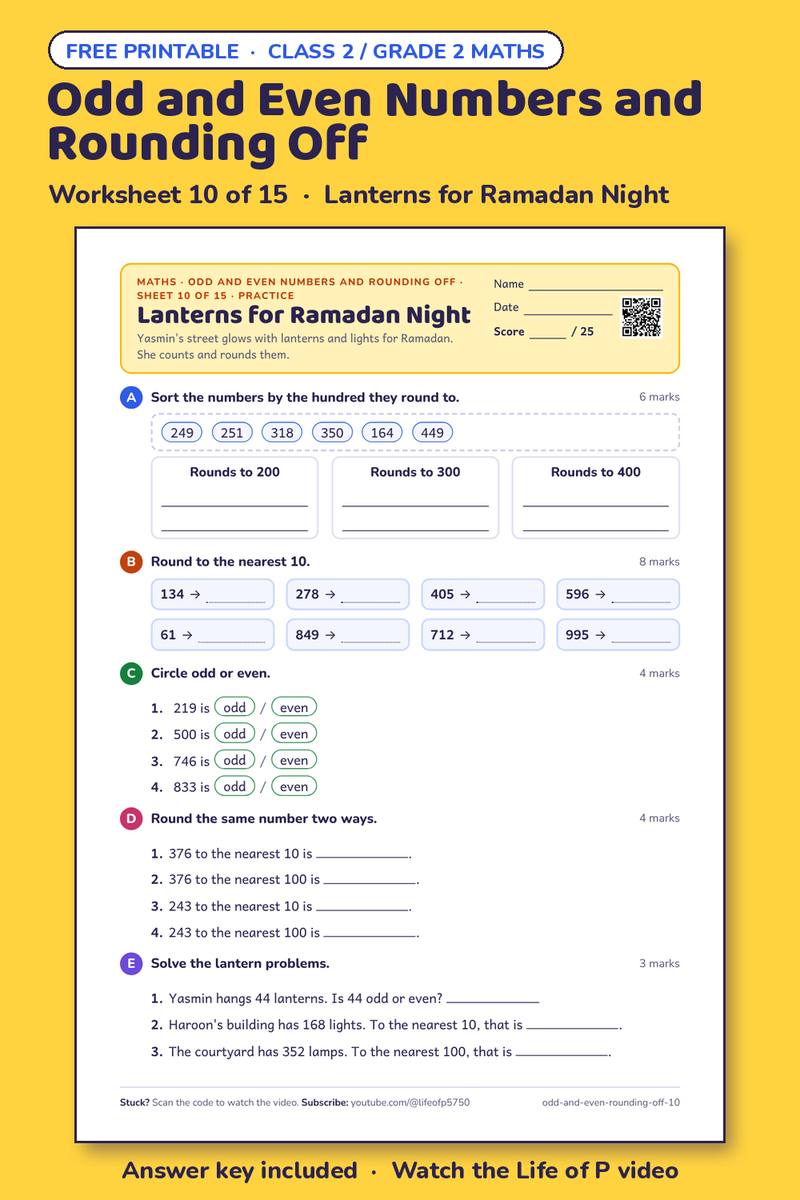 FREE PRINTABLE · CLASS 2 / GRADE 2 MATHS
Odd and Even Numbers and
Rounding Off
Worksheet 10 of 15 · Lanterns for Ramadan Night
MATHS · ODD AND EVEN NUMBERS AND ROUNDING OFF ·
SHEET 10 OF 15 · PRACTICE
Lanterns for Ramadan Night
Yasmin's street glows with lanterns and lights for Ramadan.
She counts and rounds them.
Name
Date
Score / 25
A Sort the numbers by the hundred they round to. 6 marks
249 251 318 350 164 449
Rounds to 200 Rounds to 300 Rounds to 400
B Round to the nearest 10. 8 marks
134 → 278 → 405 → 596 →
61 → 849 → 712 → 995 →
C Circle odd or even. 4 marks
1. 219 is odd / even
2. 500 is odd / even
3. 746 is odd / even
4. 833 is odd / even
D Round the same number two ways. 4 marks
1. 376 to the nearest 10 is .
2. 376 to the nearest 100 is .
3. 243 to the nearest 10 is .
4. 243 to the nearest 100 is .
E Solve the lantern problems. 3 marks
1. Yasmin hangs 44 lanterns. Is 44 odd or even?
2. Haroon's building has 168 lights. To the nearest 10, that is .
3. The courtyard has 352 lamps. To the nearest 100, that is .
Stuck? Scan the code to watch the video. Subscribe: youtube.com/@lifeofp5750 odd-and-even-rounding-off-10
Answer key included · Watch the Life of P video